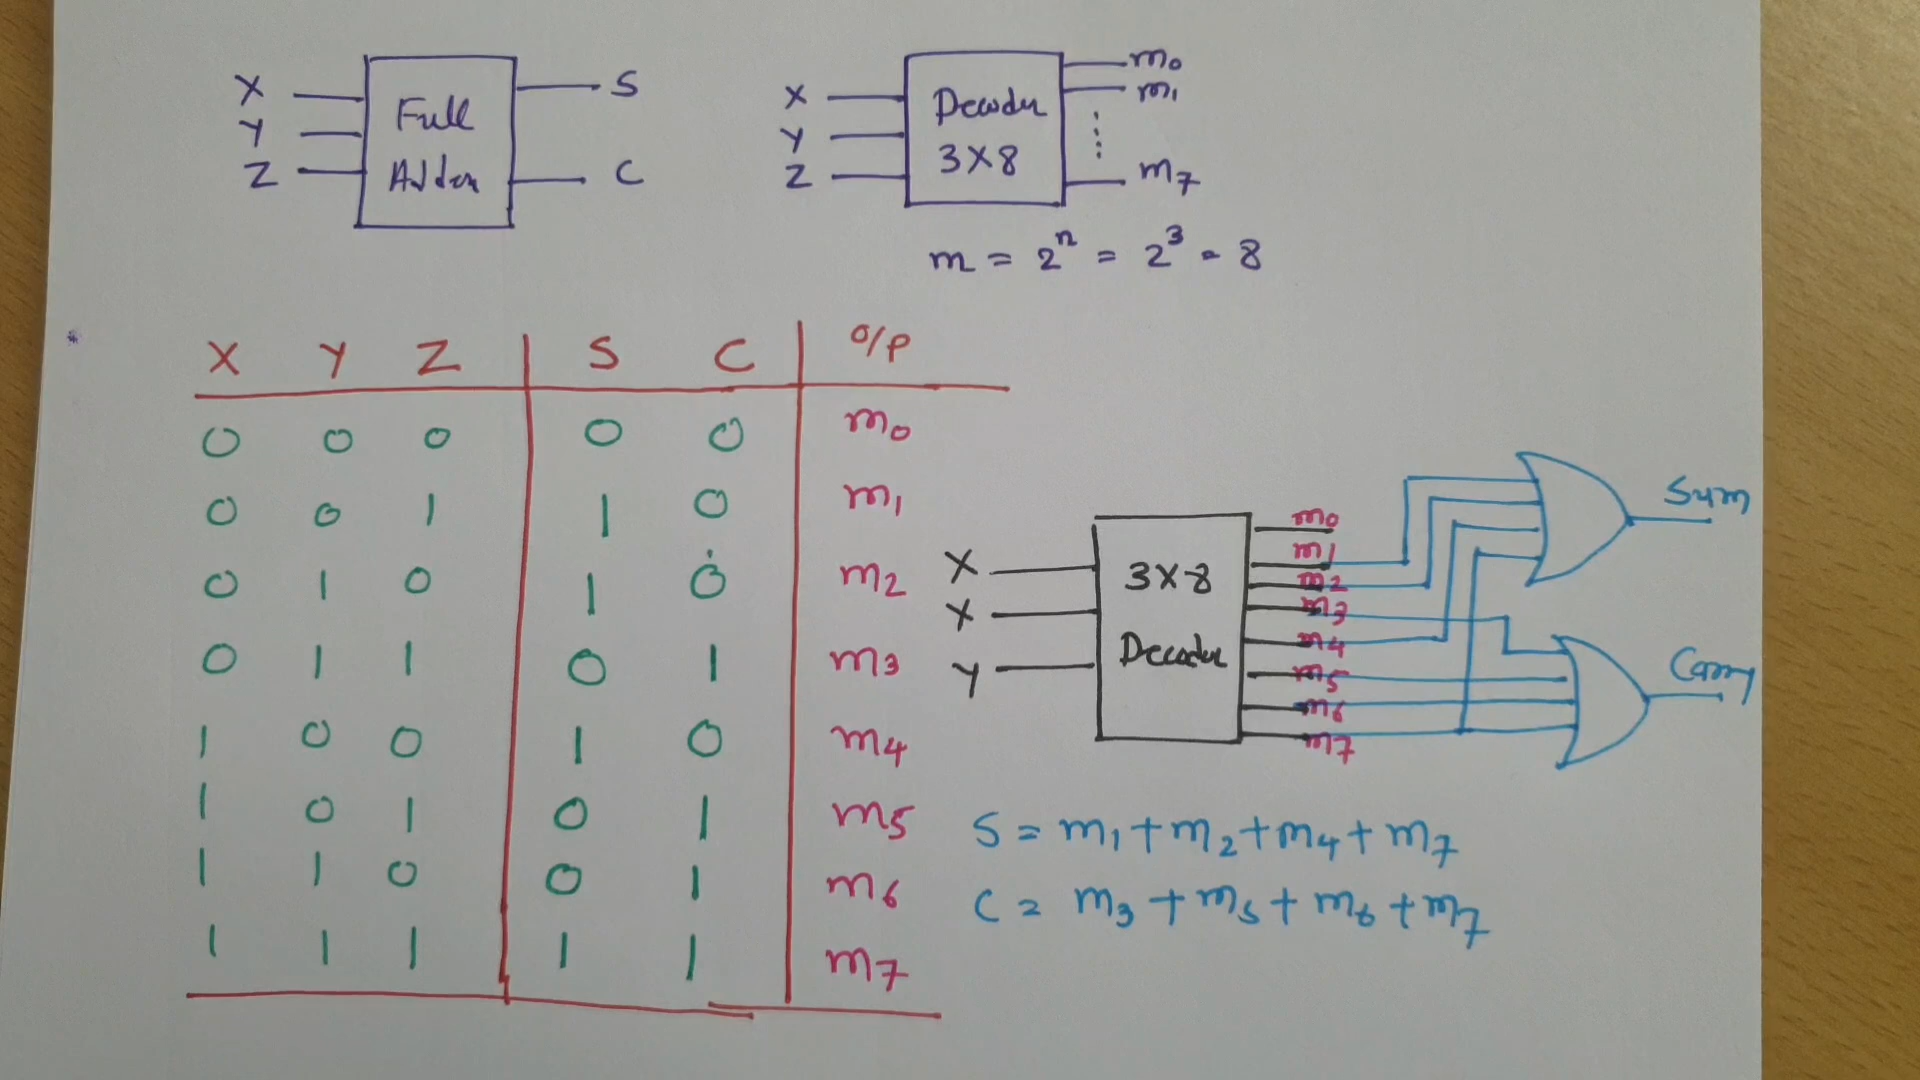 X
Y
Z
Full
Adder
S
C
X
Y
Z
Decoder
3X8
m0
m1
m7
m = 2^n = 2^3 = 8
X Y Z S C O/P
0 0 0 0 0 m0
0 0 1 1 0 m1
0 1 0 1 0 m2
0 1 1 0 1 m3
1 0 0 1 0 m4
1 0 1 0 1 m5
1 1 0 0 1 m6
1 1 1 1 1 m7
X
X
Y
3X8
Decoder
m0
m1
m2
m3
m4
m5
m6
m7
Sum
Carry
S = m1 + m2 + m4 + m7
C = m3 + m5 + m6 + m7